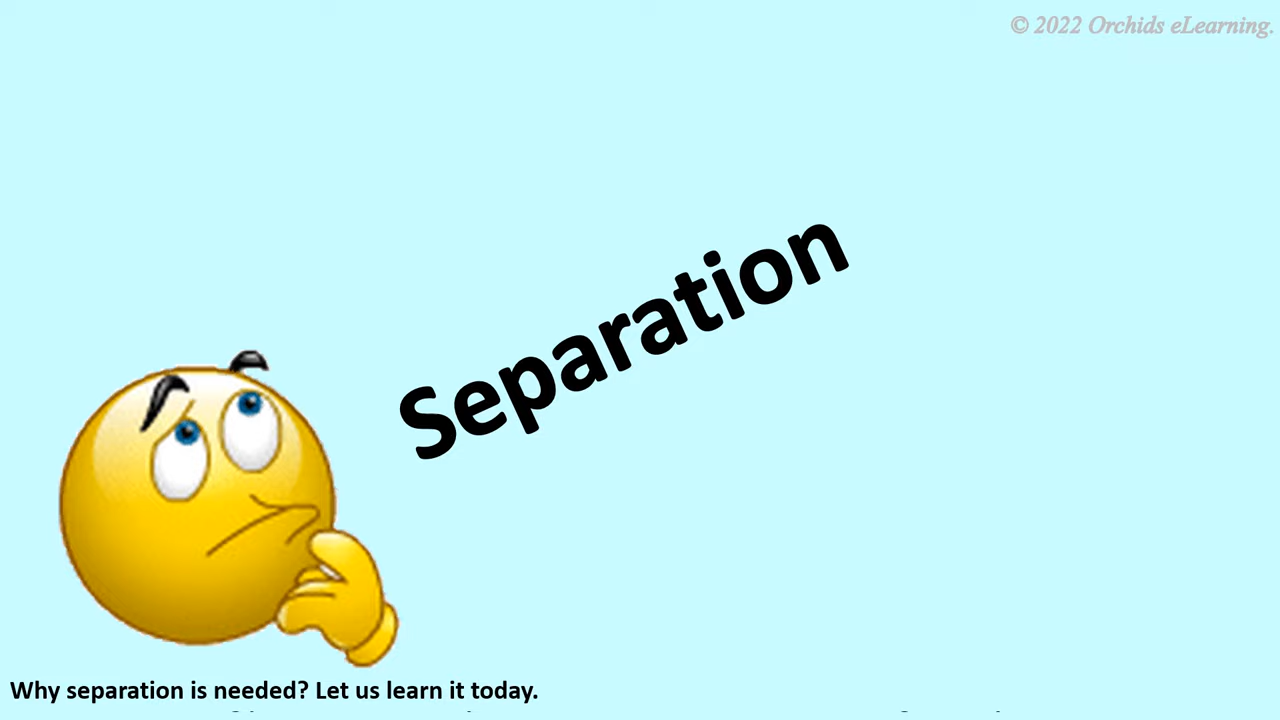 © 2022 Orchids eLearning.
Separation
Why separation is needed? Let us learn it today.